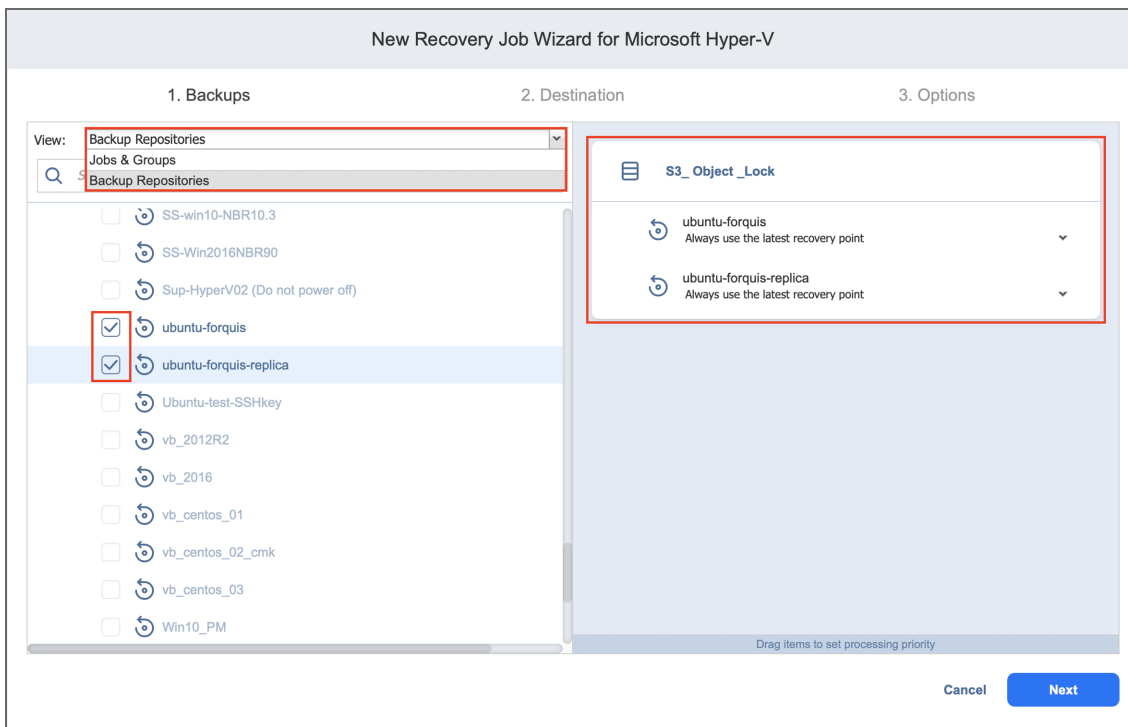 New Recovery Job Wizard for Microsoft Hyper-V
1. Backups
2. Destination
3. Options
View:
Backup Repositories
Jobs & Groups
Backup Repositories
SS-win10-NBR10.3
SS-Win2016NBR90
Sup-HyperV02 (Do not power off)
ubuntu-forquis
ubuntu-forquis-replica
Ubuntu-test-SSHkey
vb_2012R2
vb_2016
vb_centos_01
vb_centos_02_cmk
vb_centos_03
Win10_PM
S3_ Object _Lock
ubuntu-forquis
Always use the latest recovery point
ubuntu-forquis-replica
Always use the latest recovery point
Drag items to set processing priority
Cancel
Next